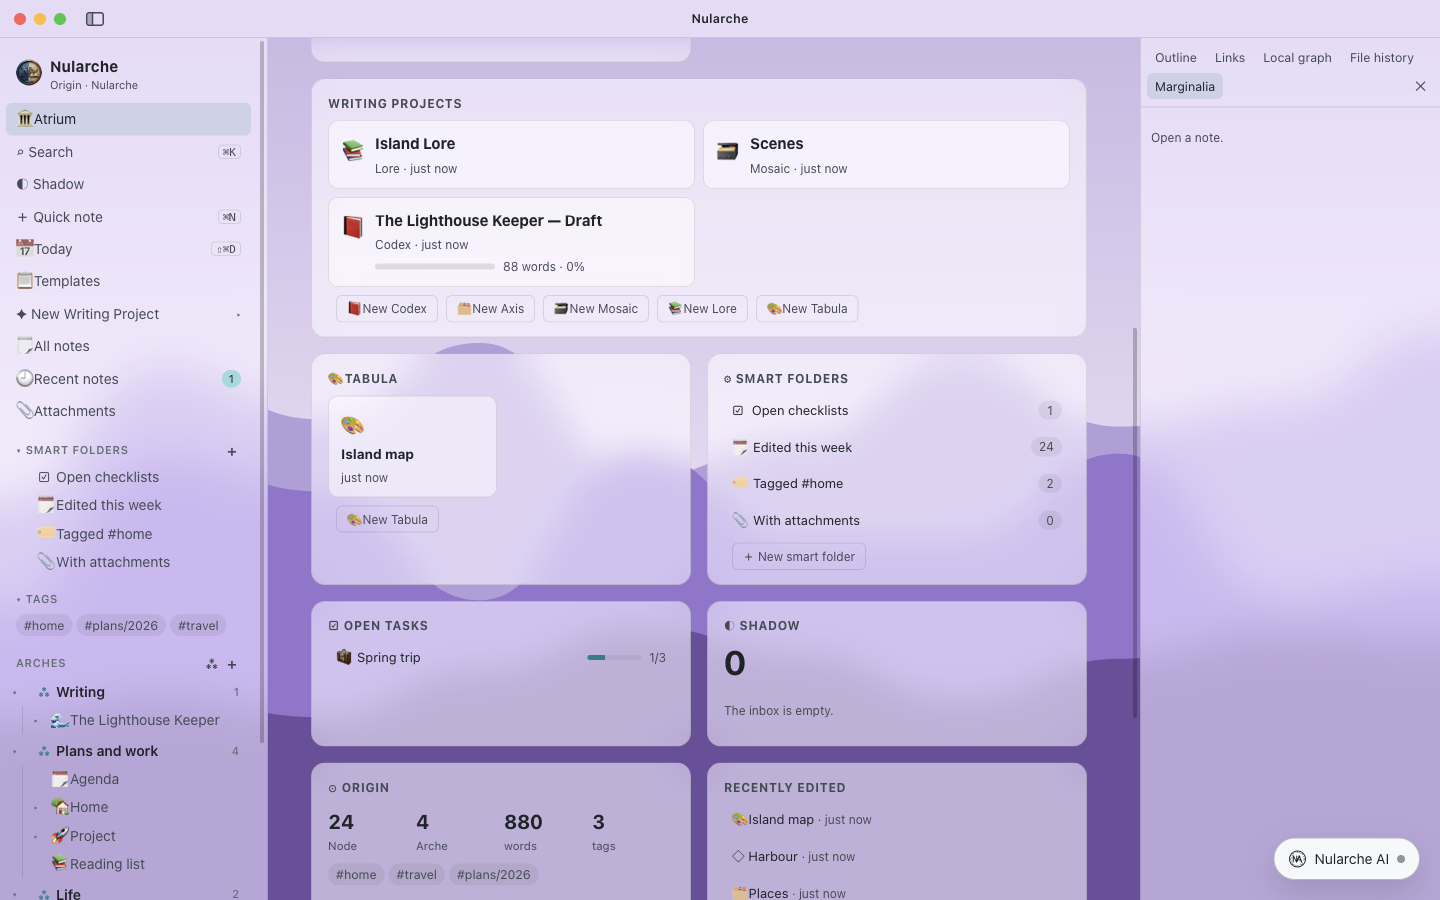 Nularche
Nularche
Origin · Nularche
Atrium
Search ⌘K
Shadow
Quick note ⌘N
Today ⇧⌘D
Templates
New Writing Project
All notes
Recent notes 1
Attachments
SMART FOLDERS
Open checklists
Edited this week
Tagged #home
With attachments
TAGS
#home #plans/2026 #travel
ARCHES
Writing 1
The Lighthouse Keeper
Plans and work 4
Agenda
Home
Project
Reading list
Life 2
WRITING PROJECTS
Island Lore
Lore · just now
Scenes
Mosaic · just now
The Lighthouse Keeper — Draft
Codex · just now
88 words · 0%
New Codex New Axis New Mosaic New Lore New Tabula
TABULA
Island map
just now
New Tabula
SMART FOLDERS
Open checklists 1
Edited this week 24
Tagged #home 2
With attachments 0
+ New smart folder
OPEN TASKS
Spring trip 1/3
SHADOW
0
The inbox is empty.
ORIGIN
24 4 880 3
Node Arche words tags
#home #travel #plans/2026
RECENTLY EDITED
Island map · just now
Harbour · just now
Places · just now
Outline Links Local graph File history
Marginalia
Open a note.
NA Nularche AI